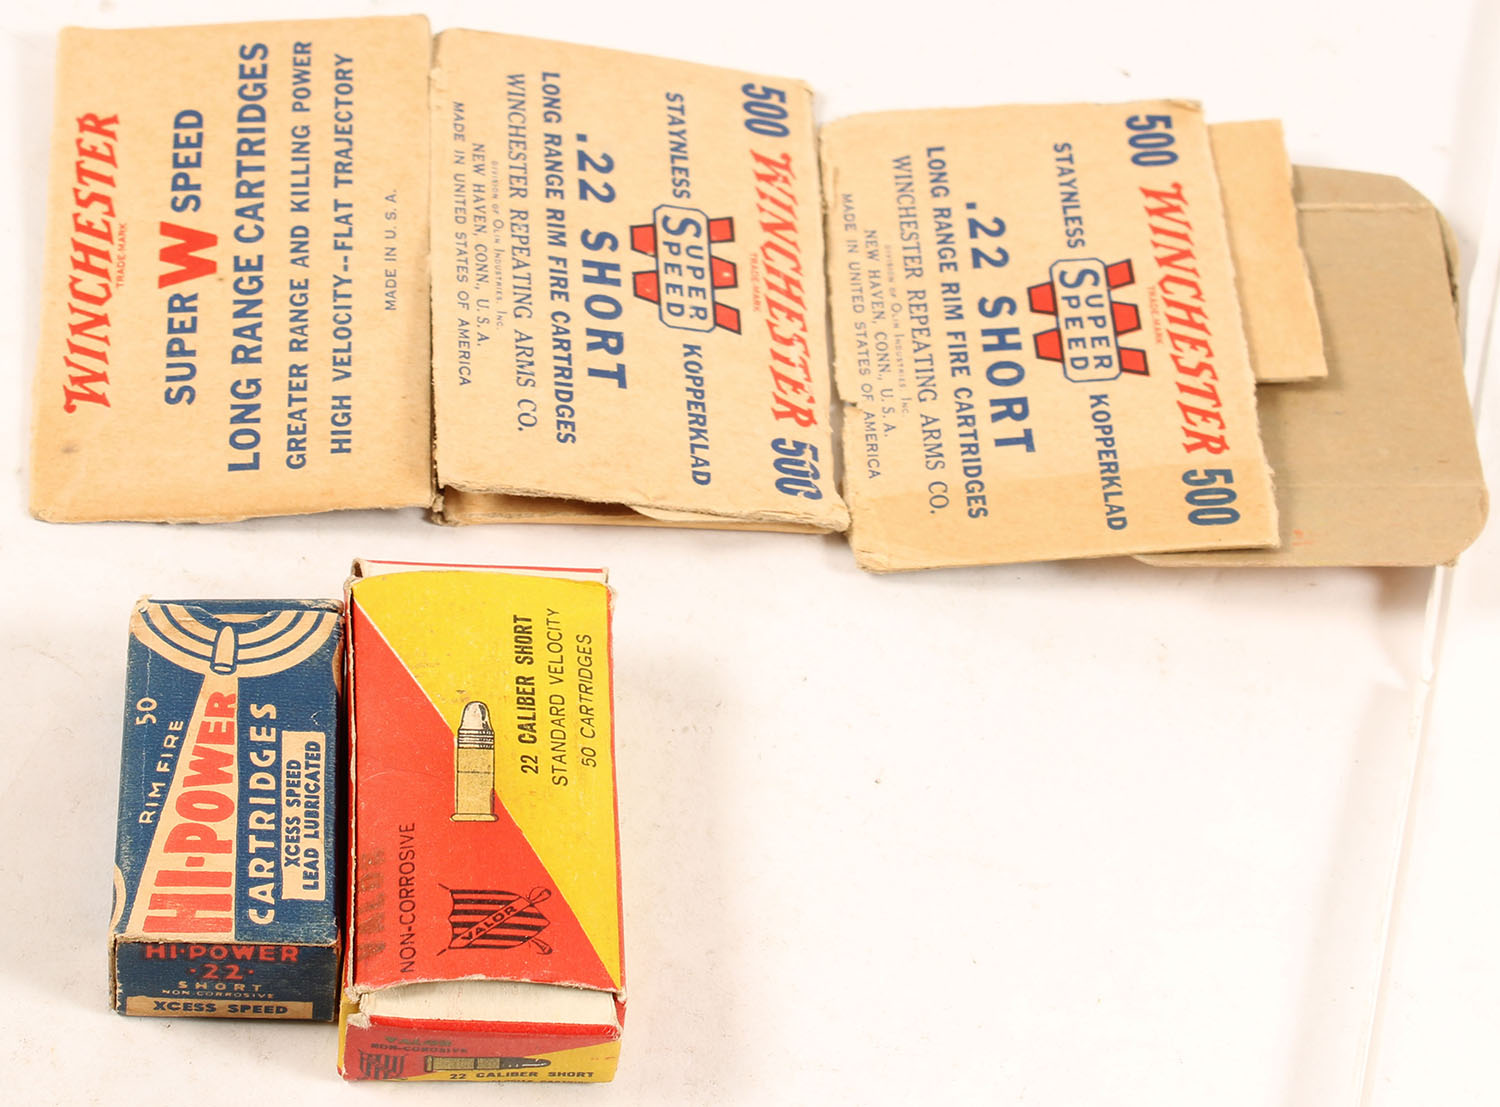 WINCHESTER
TRADE MARK
SUPER W SPEED
LONG RANGE CARTRIDGES
GREATER RANGE AND KILLING POWER
HIGH VELOCITY--FLAT TRAJECTORY
MADE IN U.S.A.
500 WINCHESTER 500
TRADE-MARK
STAYNLESS W SUPER SPEED KOPPERKLAD
.22 SHORT
LONG RANGE RIM FIRE CARTRIDGES
WINCHESTER REPEATING ARMS CO.
DIVISION OF OLIN INDUSTRIES, INC.
NEW HAVEN, CONN., U.S.A.
MADE IN UNITED STATES OF AMERICA
500 WINCHESTER 500
TRADE-MARK
STAYNLESS W SUPER SPEED KOPPERKLAD
.22 SHORT
LONG RANGE RIM FIRE CARTRIDGES
WINCHESTER REPEATING ARMS CO.
DIVISION OF OLIN INDUSTRIES, INC.
NEW HAVEN, CONN., U.S.A.
MADE IN UNITED STATES OF AMERICA
50
RIM FIRE
HI-POWER
CARTRIDGES
XCESS SPEED
LEAD LUBRICATED
HI-POWER
·22·
SHORT
NON-CORROSIVE
XCESS SPEED
22 CALIBER SHORT
STANDARD VELOCITY
50 CARTRIDGES
VALOR
NON-CORROSIVE
VALOR
NON-CORROSIVE
22 CALIBER SHORT